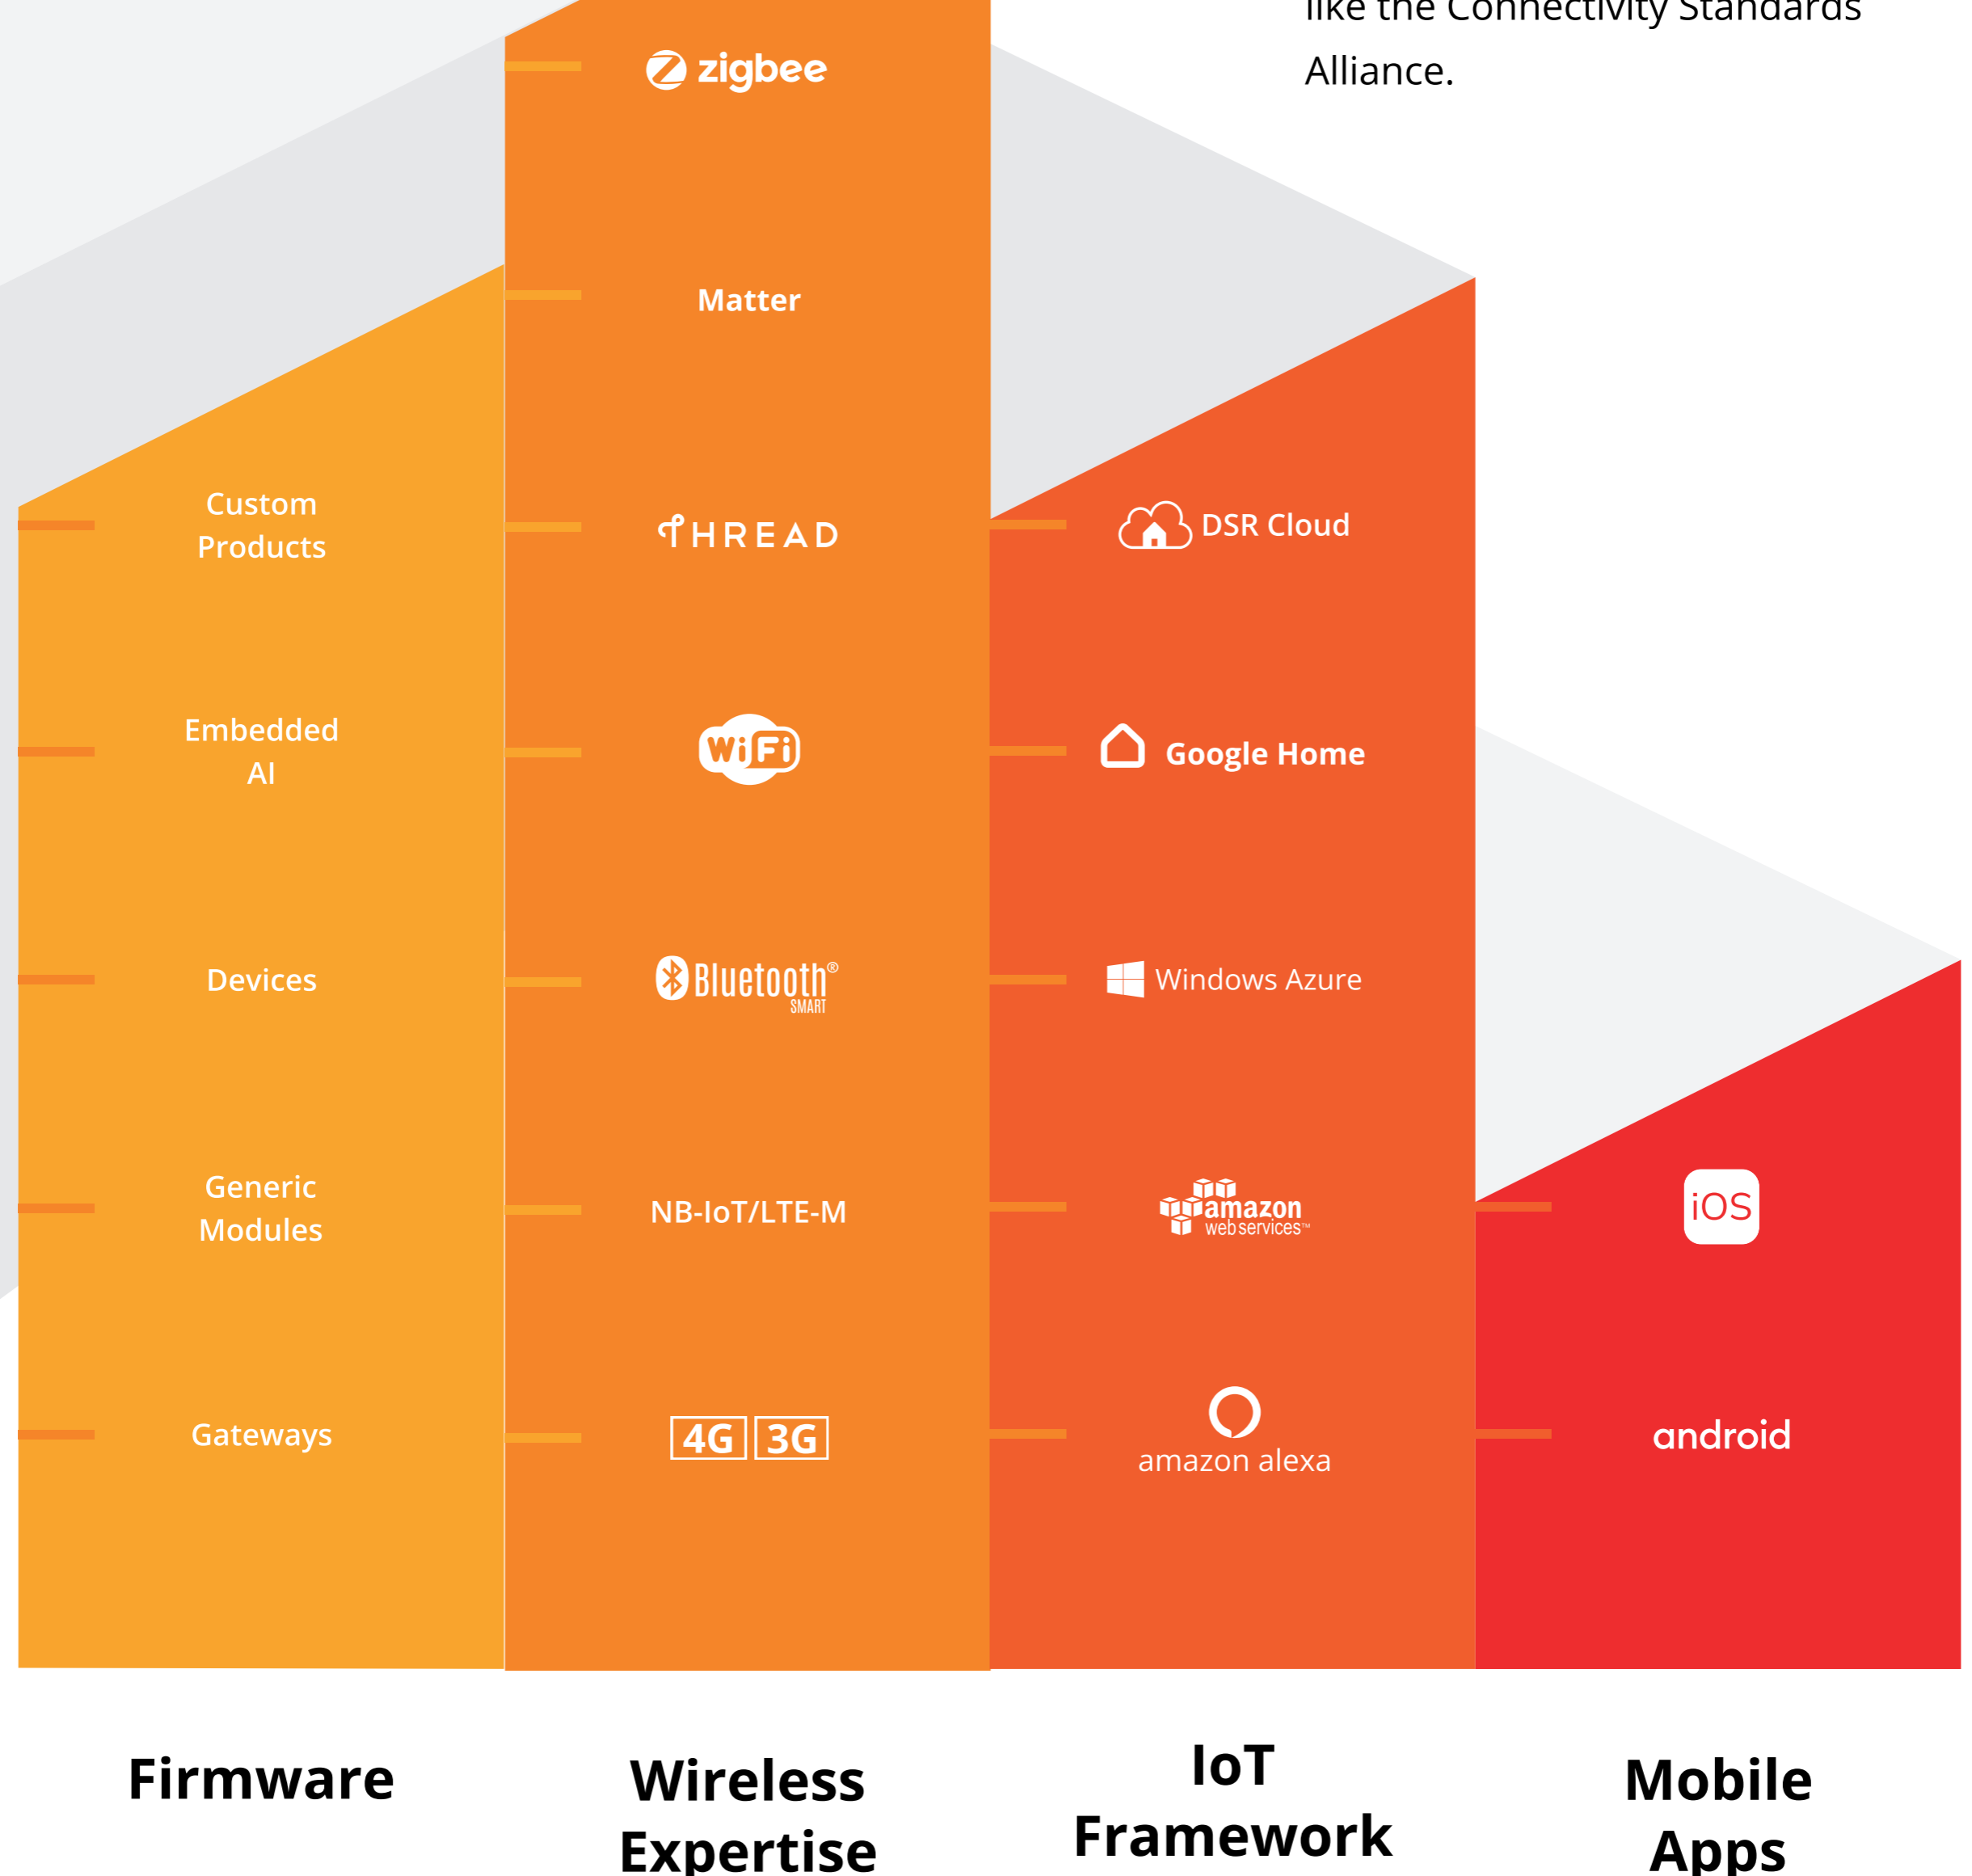 like the Connectivity Standards
Alliance.
zigbee
Matter
THREAD
WiFi
Bluetooth®
SMART
NB-IoT/LTE-M
4G 3G
Custom
Products
Embedded
AI
Devices
Generic
Modules
Gateways
DSR Cloud
Google Home
Windows Azure
amazon
webservices™
amazon alexa
iOS
android
Firmware
Wireless
Expertise
IoT
Framework
Mobile
Apps